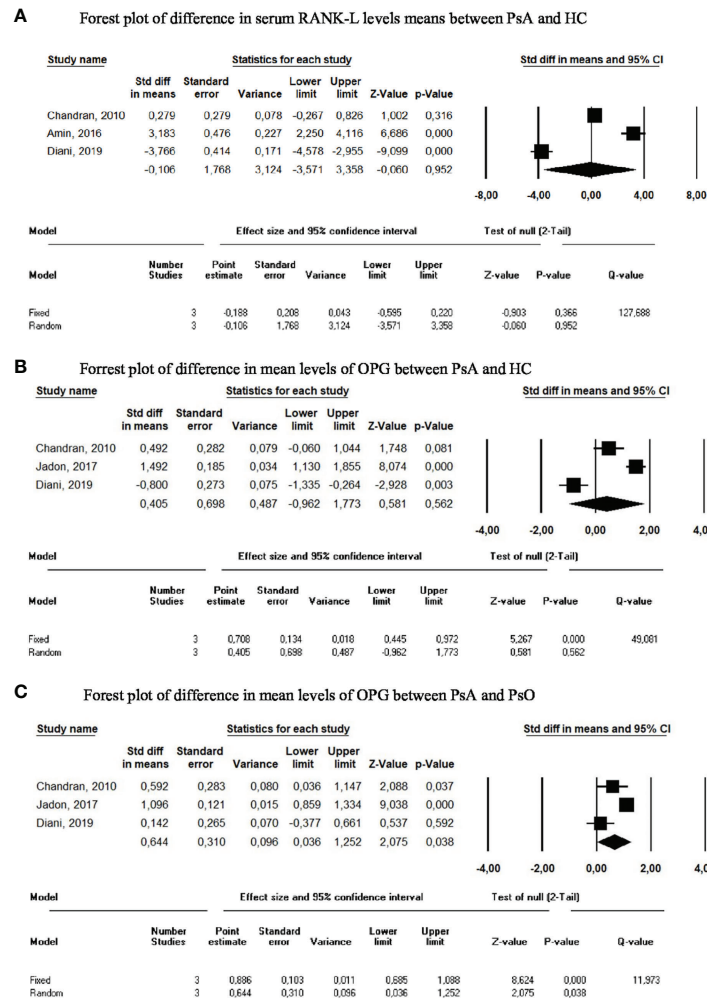 A Forest plot of difference in serum RANK-L levels means between PsA and HC
Study name Statistics for each study Std diff in means and 95% CI
Std diff Standard Lower Upper
in means error Variance limit limit Z-Value p-Value
Chandran, 2010 0,279 0,279 0,078 -0,267 0,826 1,002 0,316
Amin, 2016 3,183 0,476 0,227 2,250 4,116 6,686 0,000
Diani, 2019 -3,766 0,414 0,171 -4,578 -2,955 -9,099 0,000
-0,106 1,768 3,124 -3,571 3,358 -0,060 0,952
-8,00 -4,00 0,00 4,00 8,00
Model Effect size and 95% confidence interval Test of null (2-Tail)
Number Point Standard Lower Upper
Model Studies estimate error Variance limit limit Z-value P-value Q-value
Fixed 3 -0,188 0,208 0,043 -0,595 0,220 -0,903 0,366 127,688
Random 3 -0,106 1,768 3,124 -3,571 3,358 -0,060 0,952
B Forrest plot of difference in mean levels of OPG between PsA and HC
Study name Statistics for each study Std diff in means and 95% CI
Std diff Standard Lower Upper
in means error Variance limit limit Z-Value p-Value
Chandran, 2010 0,492 0,282 0,079 -0,060 1,044 1,748 0,081
Jadon, 2017 1,492 0,185 0,034 1,130 1,855 8,074 0,000
Diani, 2019 -0,800 0,273 0,075 -1,335 -0,264 -2,928 0,003
0,405 0,698 0,487 -0,962 1,773 0,581 0,562
-4,00 -2,00 0,00 2,00 4,0
Model Effect size and 95% confidence interval Test of null (2-Tail)
Number Point Standard Lower Upper
Model Studies estimate error Variance limit limit Z-value P-value Q-value
Fixed 3 0,708 0,134 0,018 0,445 0,972 5,267 0,000 49,081
Random 3 0,405 0,698 0,487 -0,962 1,773 0,581 0,562
C Forest plot of difference in mean levels of OPG between PsA and PsO
Study name Statistics for each study Std diff in means and 95% CI
Std diff Standard Lower Upper
in means error Variance limit limit Z-Value p-Value
Chandran, 2010 0,592 0,283 0,080 0,036 1,147 2,088 0,037
Jadon, 2017 1,096 0,121 0,015 0,859 1,334 9,038 0,000
Diani, 2019 0,142 0,265 0,070 -0,377 0,661 0,537 0,592
0,644 0,310 0,096 0,036 1,252 2,075 0,038
-4,00 -2,00 0,00 2,00 4,0
Model Effect size and 95% confidence interval Test of null (2-Tail)
Number Point Standard Lower Upper
Model Studies estimate error Variance limit limit Z-value P-value Q-value
Fixed 3 0,886 0,103 0,011 0,685 1,088 8,624 0,000 11,973
Random 3 0,644 0,310 0,096 0,036 1,252 2,075 0,038